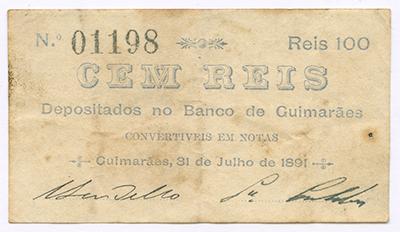 N.º 01198 Reis 100
CEM REIS
Depositados no Banco de Guimarães
CONVERTIVEIS EM NOTAS
Guimarães, 31 de Julho de 1891